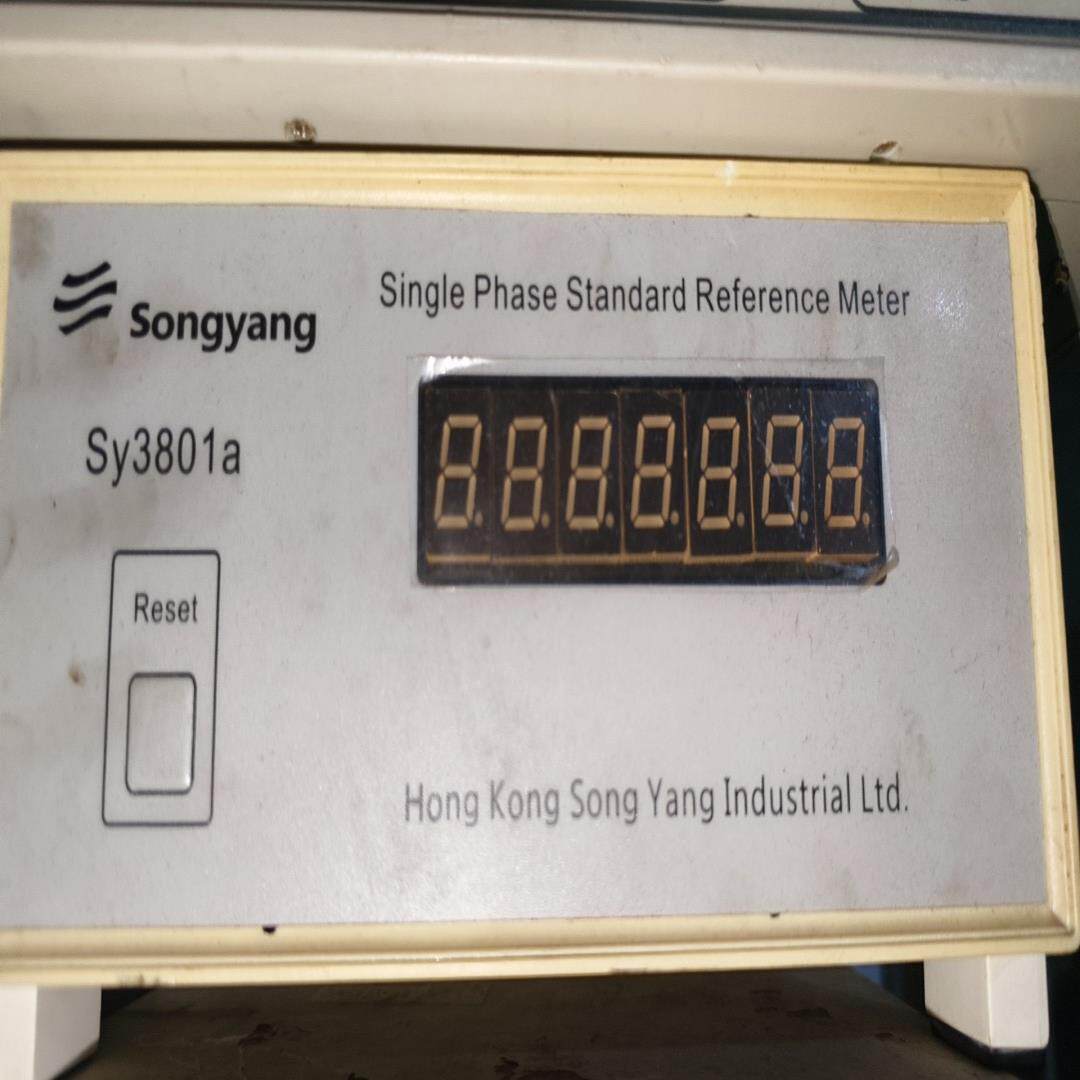 Songyang
Single Phase Standard Reference Meter
Sy3801a
Reset
Hong Kong Song Yang Industrial Ltd.